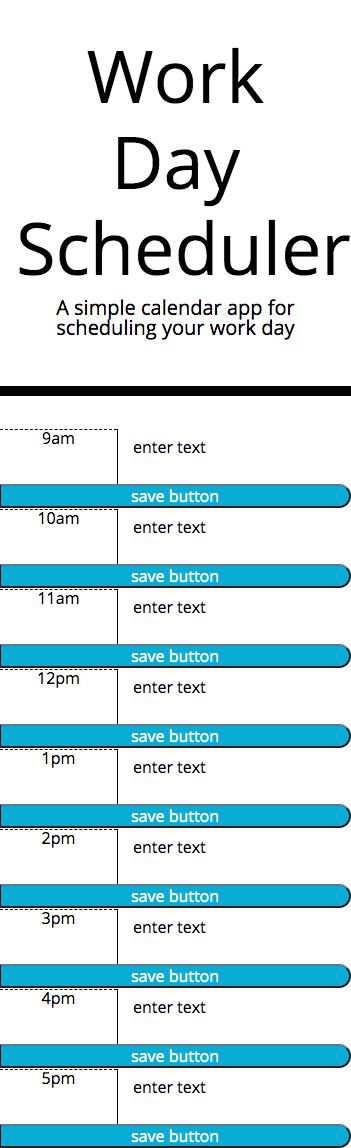 Work
Day
Scheduler
A simple calendar app for
scheduling your work day
9am
enter text
save button
10am
enter text
save button
11am
enter text
save button
12pm
enter text
save button
1pm
enter text
save button
2pm
enter text
save button
3pm
enter text
save button
4pm
enter text
save button
5pm
enter text
save button